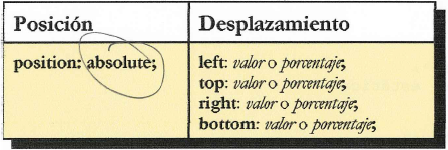 Posición
Desplazamiento
position: absolute;
left: valor o porcentaje;
top: valor o porcentaje;
right: valor o porcentaje;
bottom: valor o porcentaje;